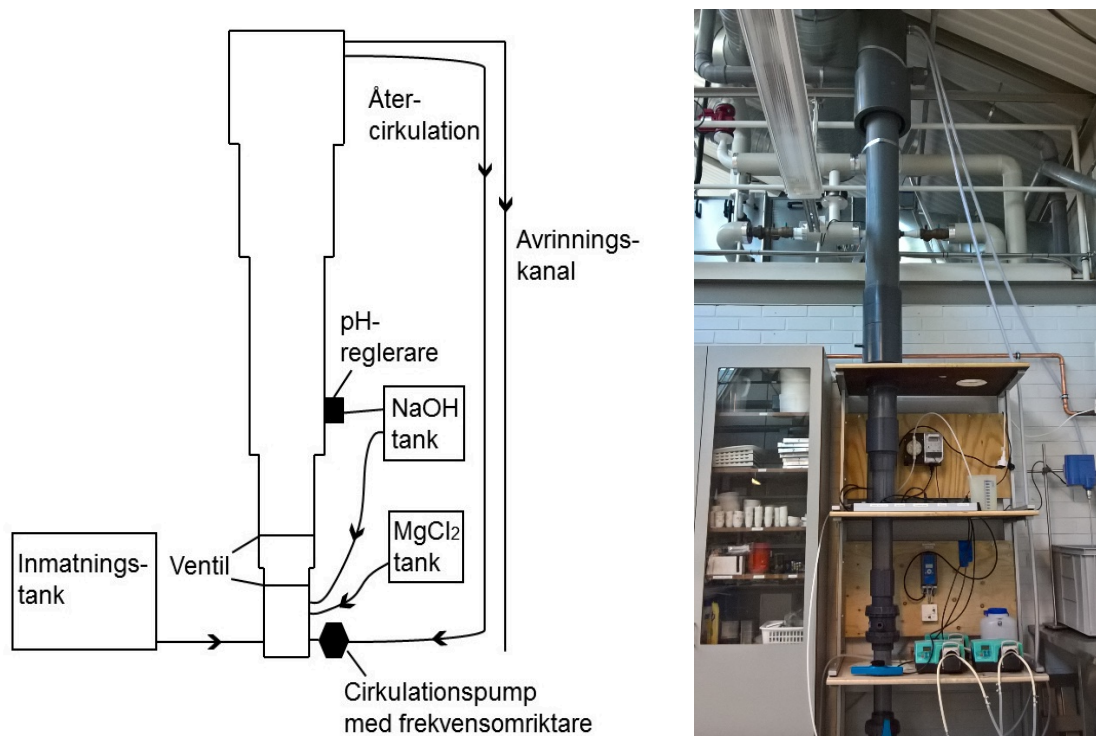 Åter-
cirkulation
Avrinnings-
kanal
pH-
reglerare
NaOH
tank
MgCl2
tank
Ventil
Inmatnings-
tank
Cirkulationspump
med frekvensomriktare